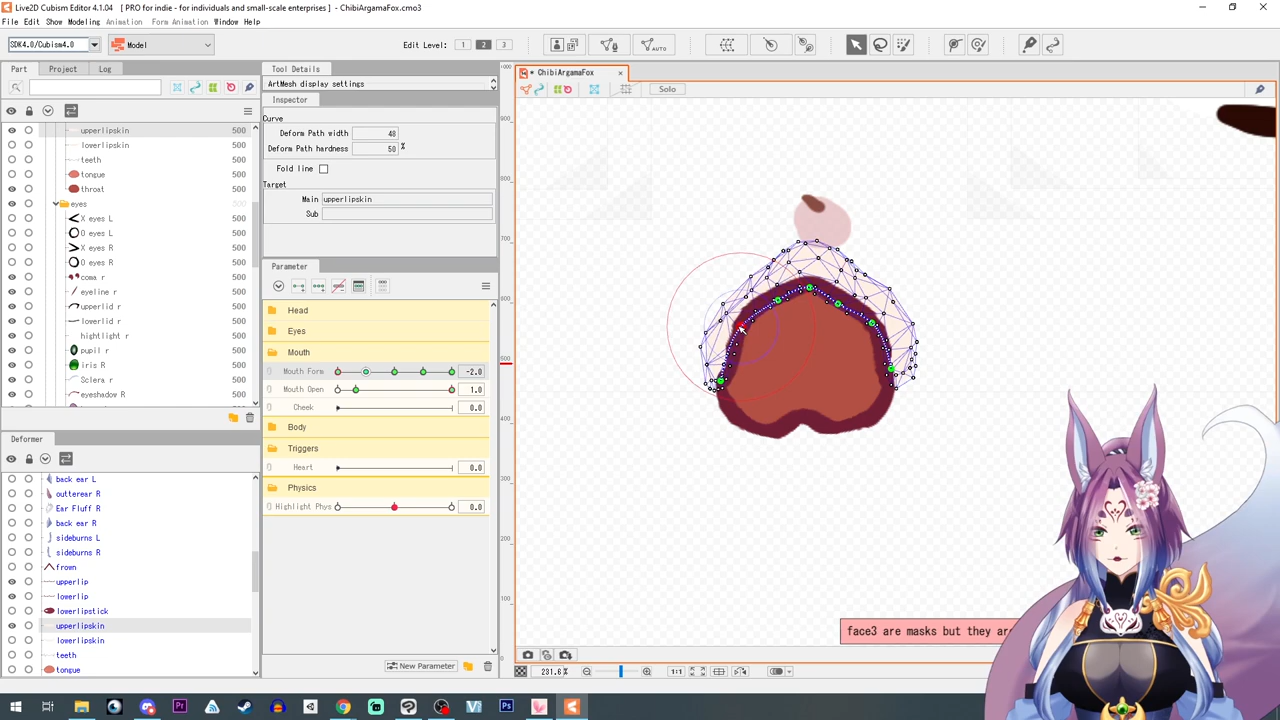 Live2D Cubism Editor 4.1.04 [ PRO for indie - for individuals and small-scale enterprises ] - ChibiArgamaFox.cmo3
File Edit Show Modeling Animation Form Animation Window Help
SDK4.0/Cubism4.0 Model Edit Level: 1 2 3 AUTO
Part Project Log
Tool Details
ArtMesh display settings
Inspector
ChibiArgamaFox
Solo
Curve
Deform Path width 48
Deform Path hardness 50 %
Fold line
Target
Main upperlipskin
Sub
upperlipskin 500
lowerlipskin 500
teeth 500
tongue 500
throat 500
eyes 500
X eyes L 500
O eyes L 500
X eyes R 500
O eyes R 500
coma r 500
eyeline r 500
upperlid r 500
lowerlid r 500
hightlight r 500
pupil r 500
iris R 500
Sclera r 500
eyeshadow R 500
Parameter
Head
Eyes
Mouth
Mouth Form -2.0
Mouth Open 1.0
Cheek 0.0
Body
Triggers
Heart 0.0
Physics
Highlight Phys 0.0
New Parameter
Deformer
back ear L
outterear R
Ear Fluff R
back ear R
sideburns L
sideburns R
frown
upperlip
lowerlip
lowerlipstick
upperlipskin
lowerlipskin
teeth
tongue
face3 are masks but they ar
231.6%
1:1